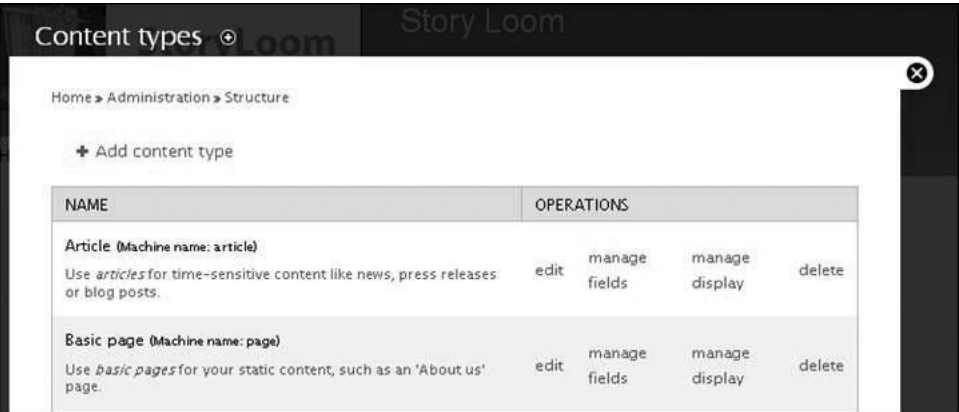 Story Loom
Content types
StoryLoom
Home » Administration » Structure
+ Add content type
NAME OPERATIONS
Article (Machine name: article)
Use articles for time-sensitive content like news, press releases
or blog posts.
edit manage fields manage display delete
Basic page (Machine name: page)
Use basic pages for your static content, such as an 'About us'
page.
edit manage fields manage display delete